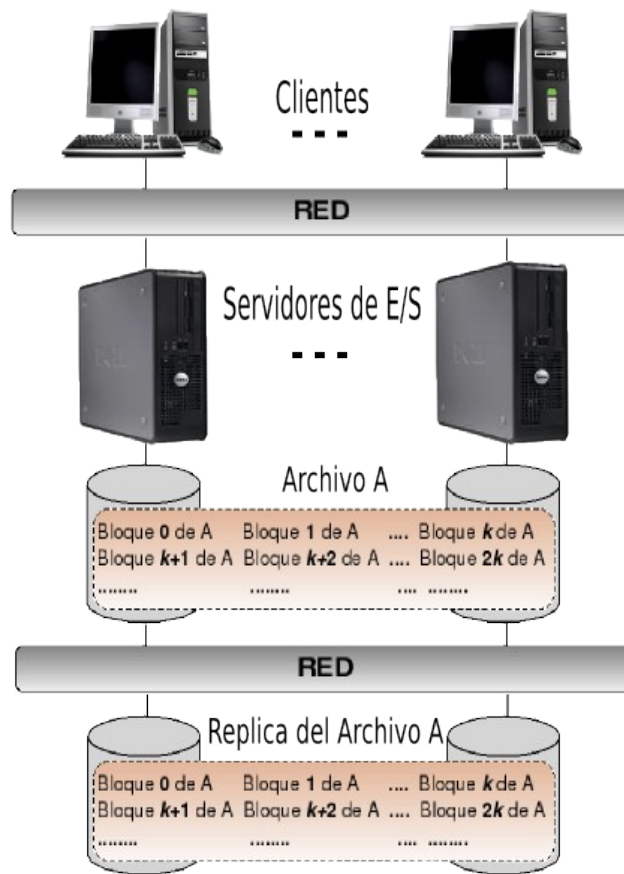 Clientes
- - -
RED
Servidores de E/S
- - -
Archivo A
Bloque 0 de A Bloque 1 de A .... Bloque k de A
Bloque k+1 de A Bloque k+2 de A .... Bloque 2k de A
........ ........ .... ........
RED
Replica del Archivo A
Bloque 0 de A Bloque 1 de A .... Bloque k de A
Bloque k+1 de A Bloque k+2 de A .... Bloque 2k de A
........ ........ .... ........